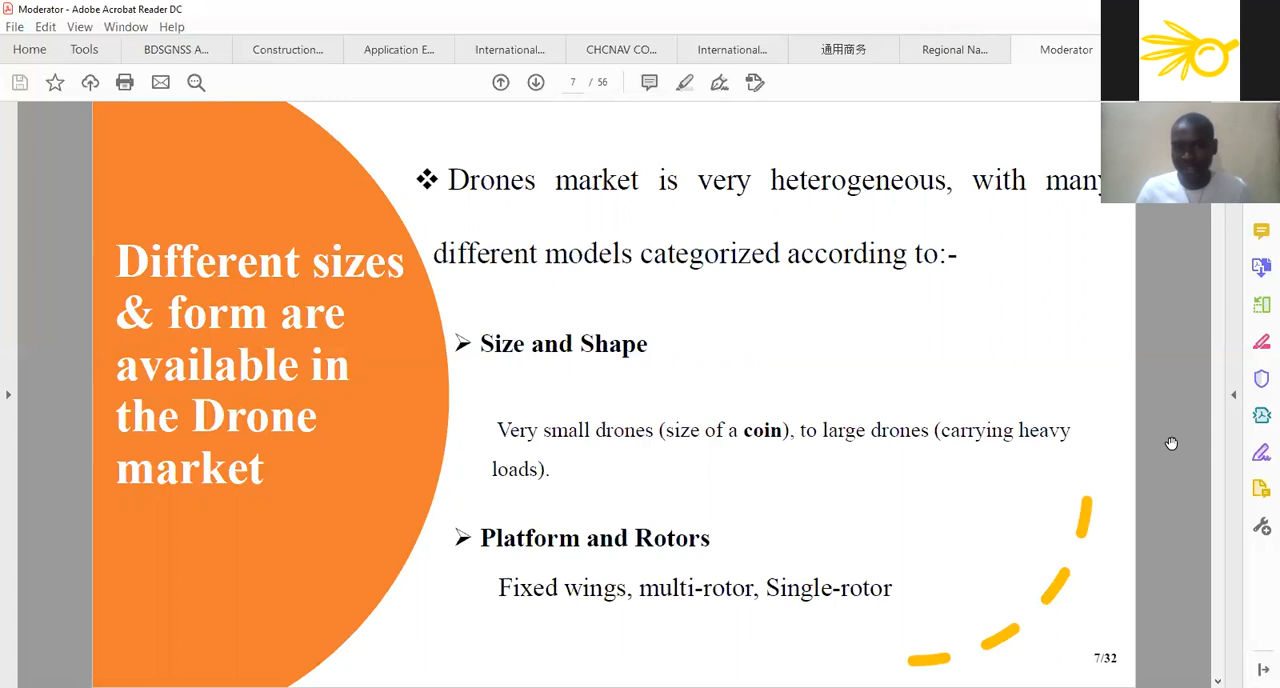 Moderator - Adobe Acrobat Reader DC
File Edit View Window Help
Home Tools BDSGNSS A... Construction... Application E... International... CHCNAV CO... International... 通用商务 Regional Na... Moderator
7 / 56
Different sizes
& form are
available in
the Drone
market
❖ Drones market is very heterogeneous, with many
different models categorized according to:-
➢ Size and Shape
Very small drones (size of a coin), to large drones (carrying heavy
loads).
➢ Platform and Rotors
Fixed wings, multi-rotor, Single-rotor
7/32